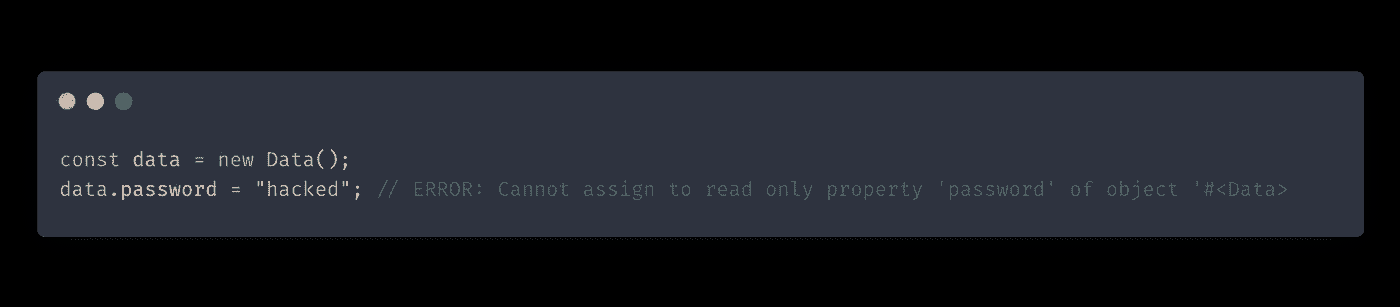 const data = new Data();
data.password = "hacked"; // ERROR: Cannot assign to read only property 'password' of object '#<Data>